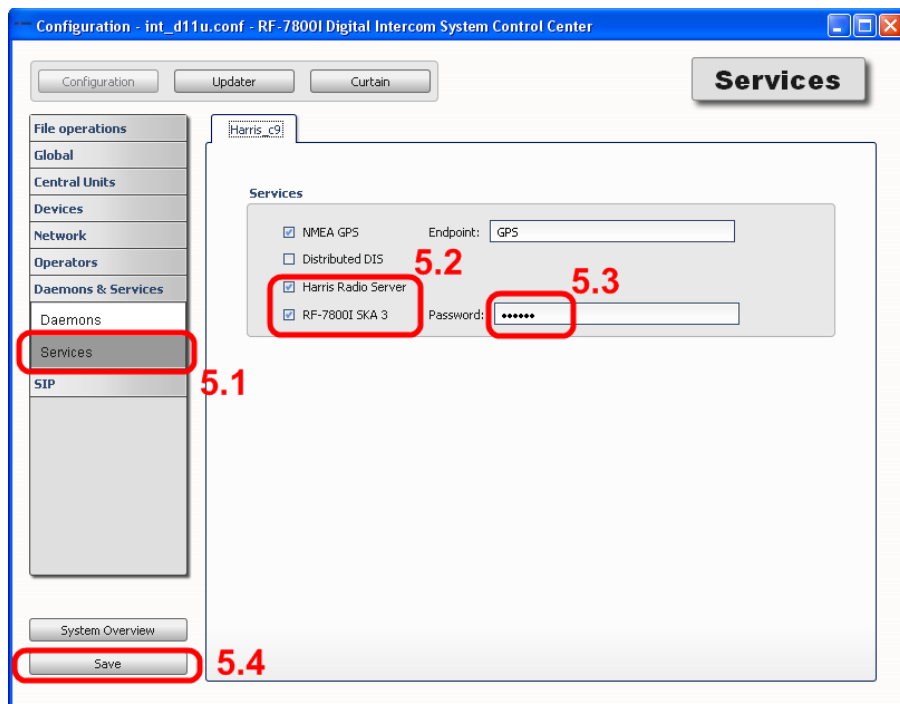 Configuration - int_d11u.conf - RF-7800I Digital Intercom System Control Center
Configuration Updater Curtain
Services
File operations
Global
Central Units
Devices
Network
Operators
Daemons & Services
Daemons
Services
5.1
SIP
System Overview
Save
5.4
Harris_c9
Services
NMEA GPS Endpoint: GPS
Distributed DIS
5.2
Harris Radio Server
5.3
RF-7800I SKA 3 Password: ••••••